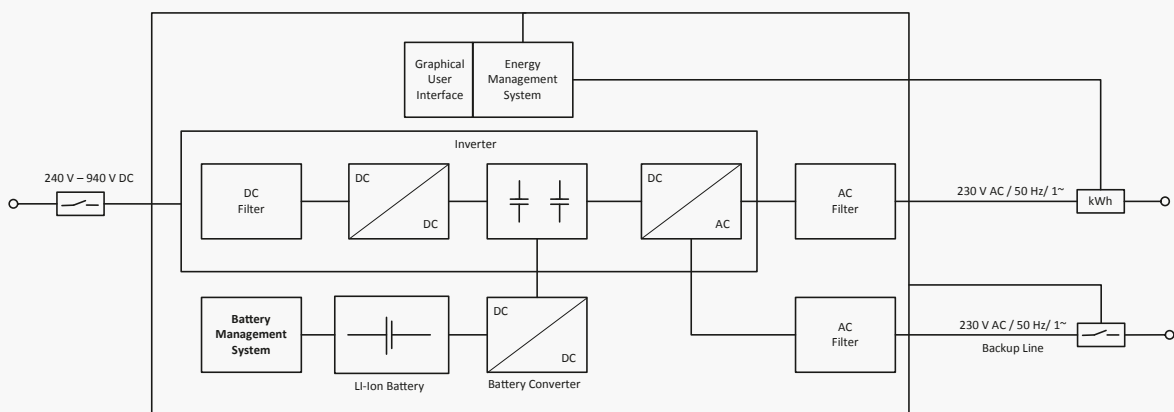 Graphical
User
Interface
Energy
Management
System
Inverter
240 V – 940 V DC
DC
Filter
DC
DC
DC
AC
AC
Filter
230 V AC / 50 Hz/ 1~
kWh
Battery
Management
System
LI-Ion Battery
DC
DC
Battery Converter
AC
Filter
230 V AC / 50 Hz/ 1~
Backup Line